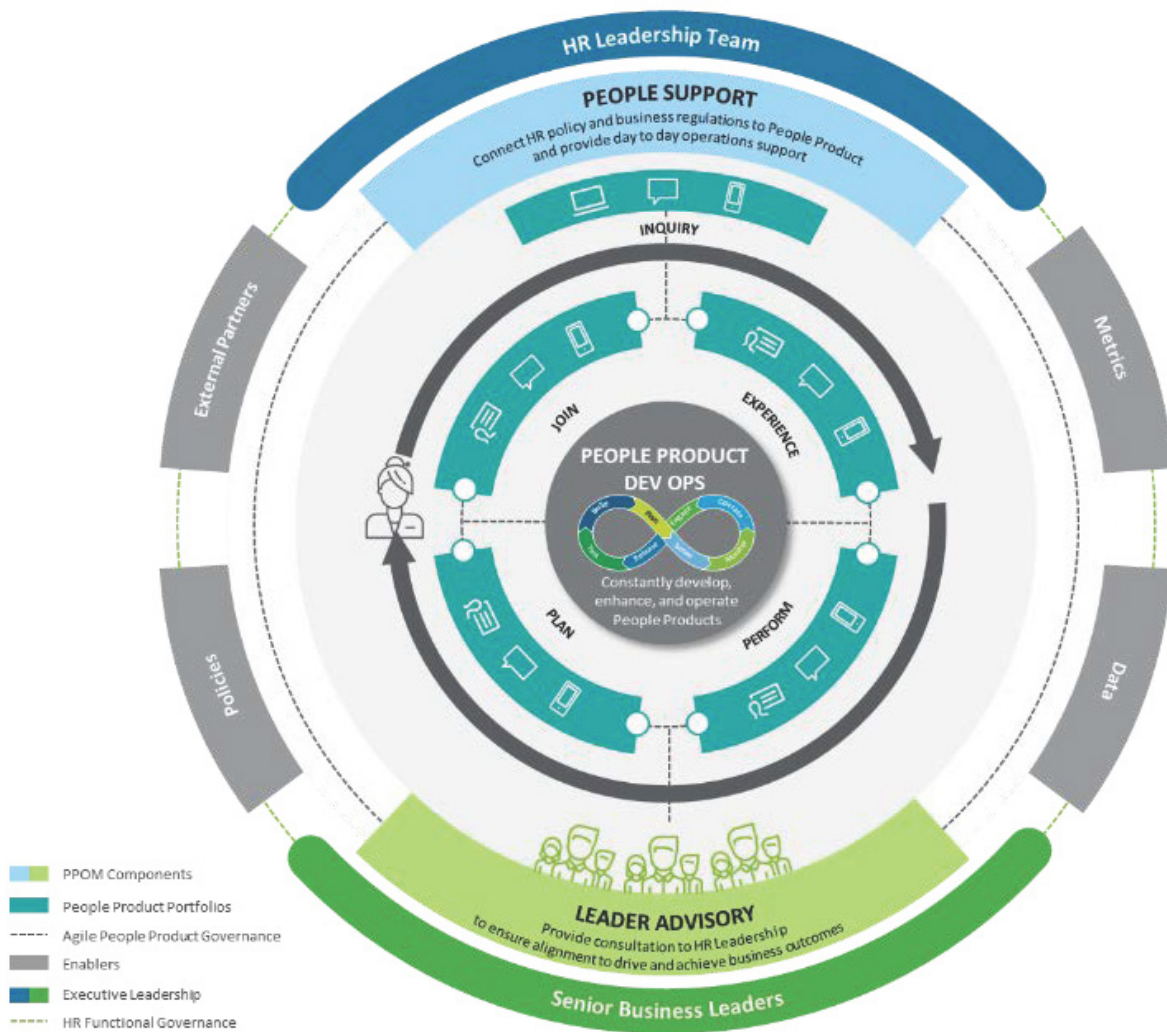 HR Leadership Team
PEOPLE SUPPORT
Connect HR policy and business regulations to People Product
and provide day to day operations support
INQUIRY
External Partners
Metrics
JOIN
EXPERIENCE
PEOPLE PRODUCT
DEV OPS
Operate
Constantly develop,
enhance, and operate
People Products
PLAN
PERFORM
Policies
Data
LEADER ADVISORY
Provide consultation to HR Leadership
to ensure alignment to drive and achieve business outcomes
Senior Business Leaders
PPOM Components
People Product Portfolios
Agile People Product Governance
Enablers
Executive Leadership
HR Functional Governance